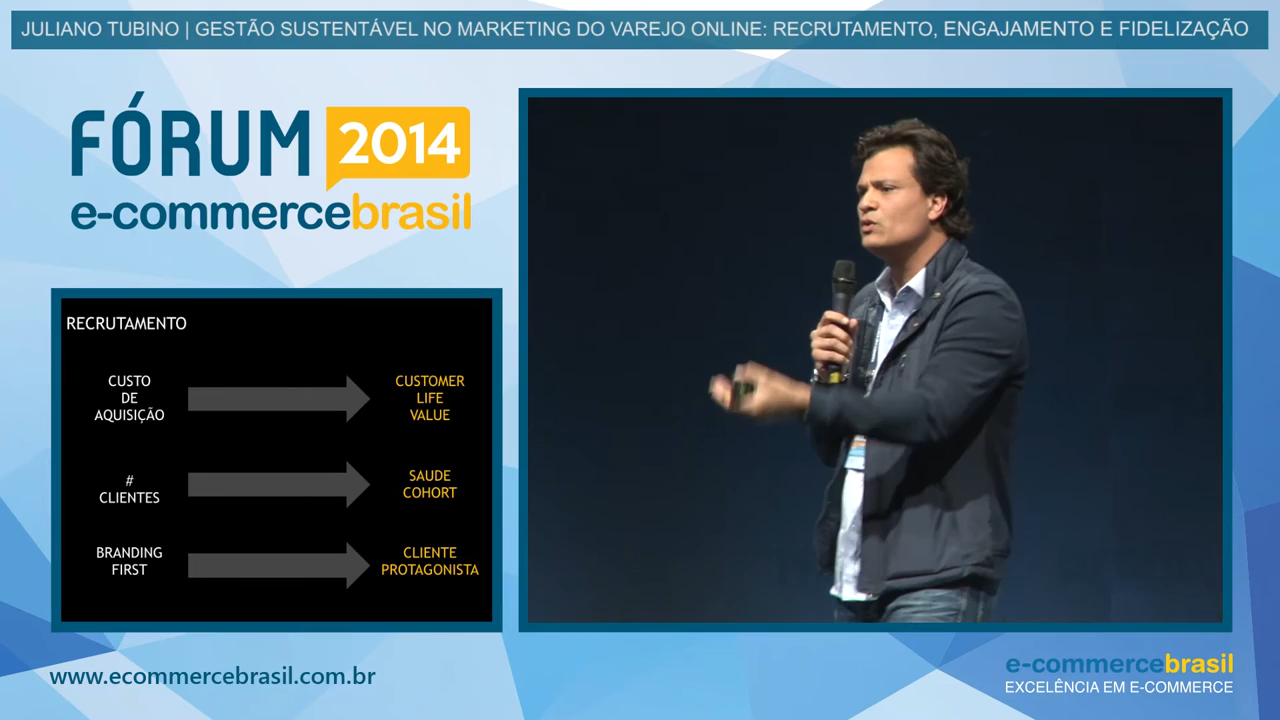 JULIANO TUBINO | GESTÃO SUSTENTÁVEL NO MARKETING DO VAREJO ONLINE: RECRUTAMENTO, ENGAJAMENTO E FIDELIZAÇÃO
FÓRUM 2014
e-commercebrasil
RECRUTAMENTO
CUSTO
DE
AQUISIÇÃO
CUSTOMER
LIFE
VALUE
#
CLIENTES
SAUDE
COHORT
BRANDING
FIRST
CLIENTE
PROTAGONISTA
www.ecommercebrasil.com.br
e-commercebrasil
EXCELÊNCIA EM E-COMMERCE